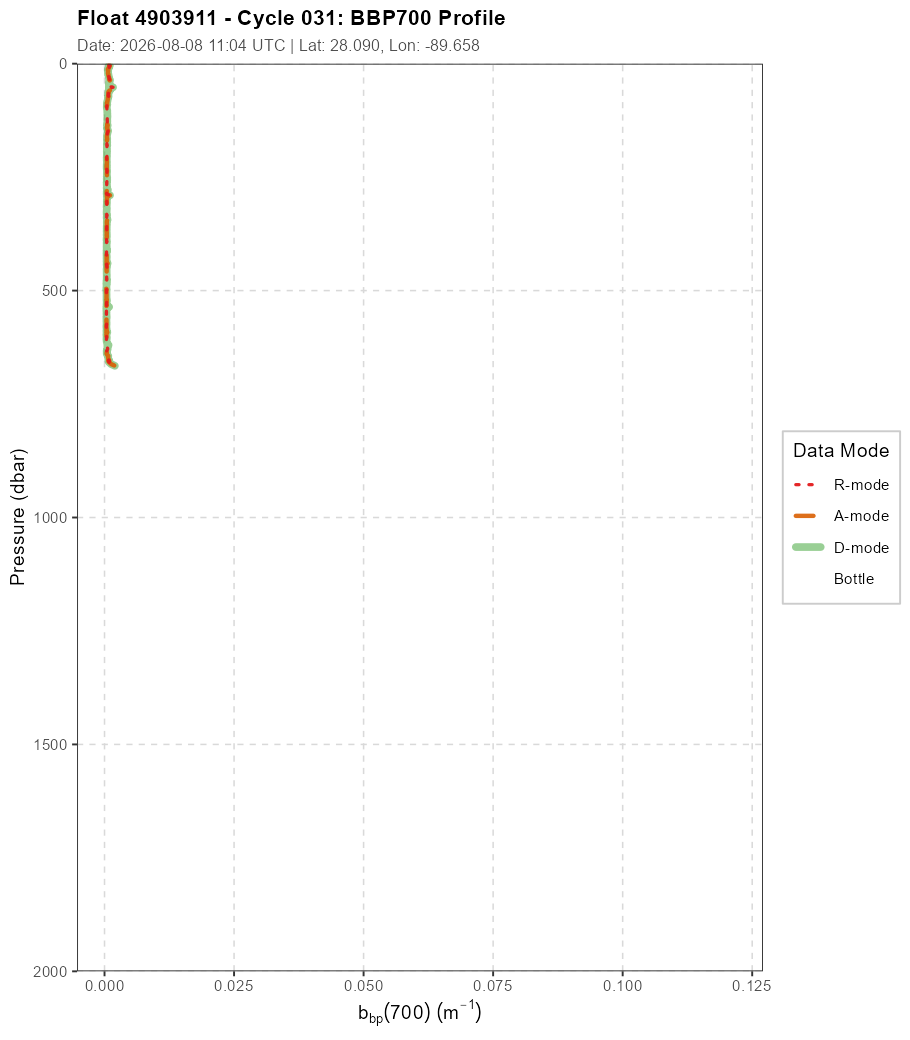 Float 4903911 - Cycle 031: BBP700 Profile
Date: 2026-08-08 11:04 UTC | Lat: 28.090, Lon: -89.658
0
500
1000
1500
2000
Pressure (dbar)
0.000 0.025 0.050 0.075 0.100 0.125
b_bp(700) (m⁻¹)
Data Mode
R-mode
A-mode
D-mode
Bottle